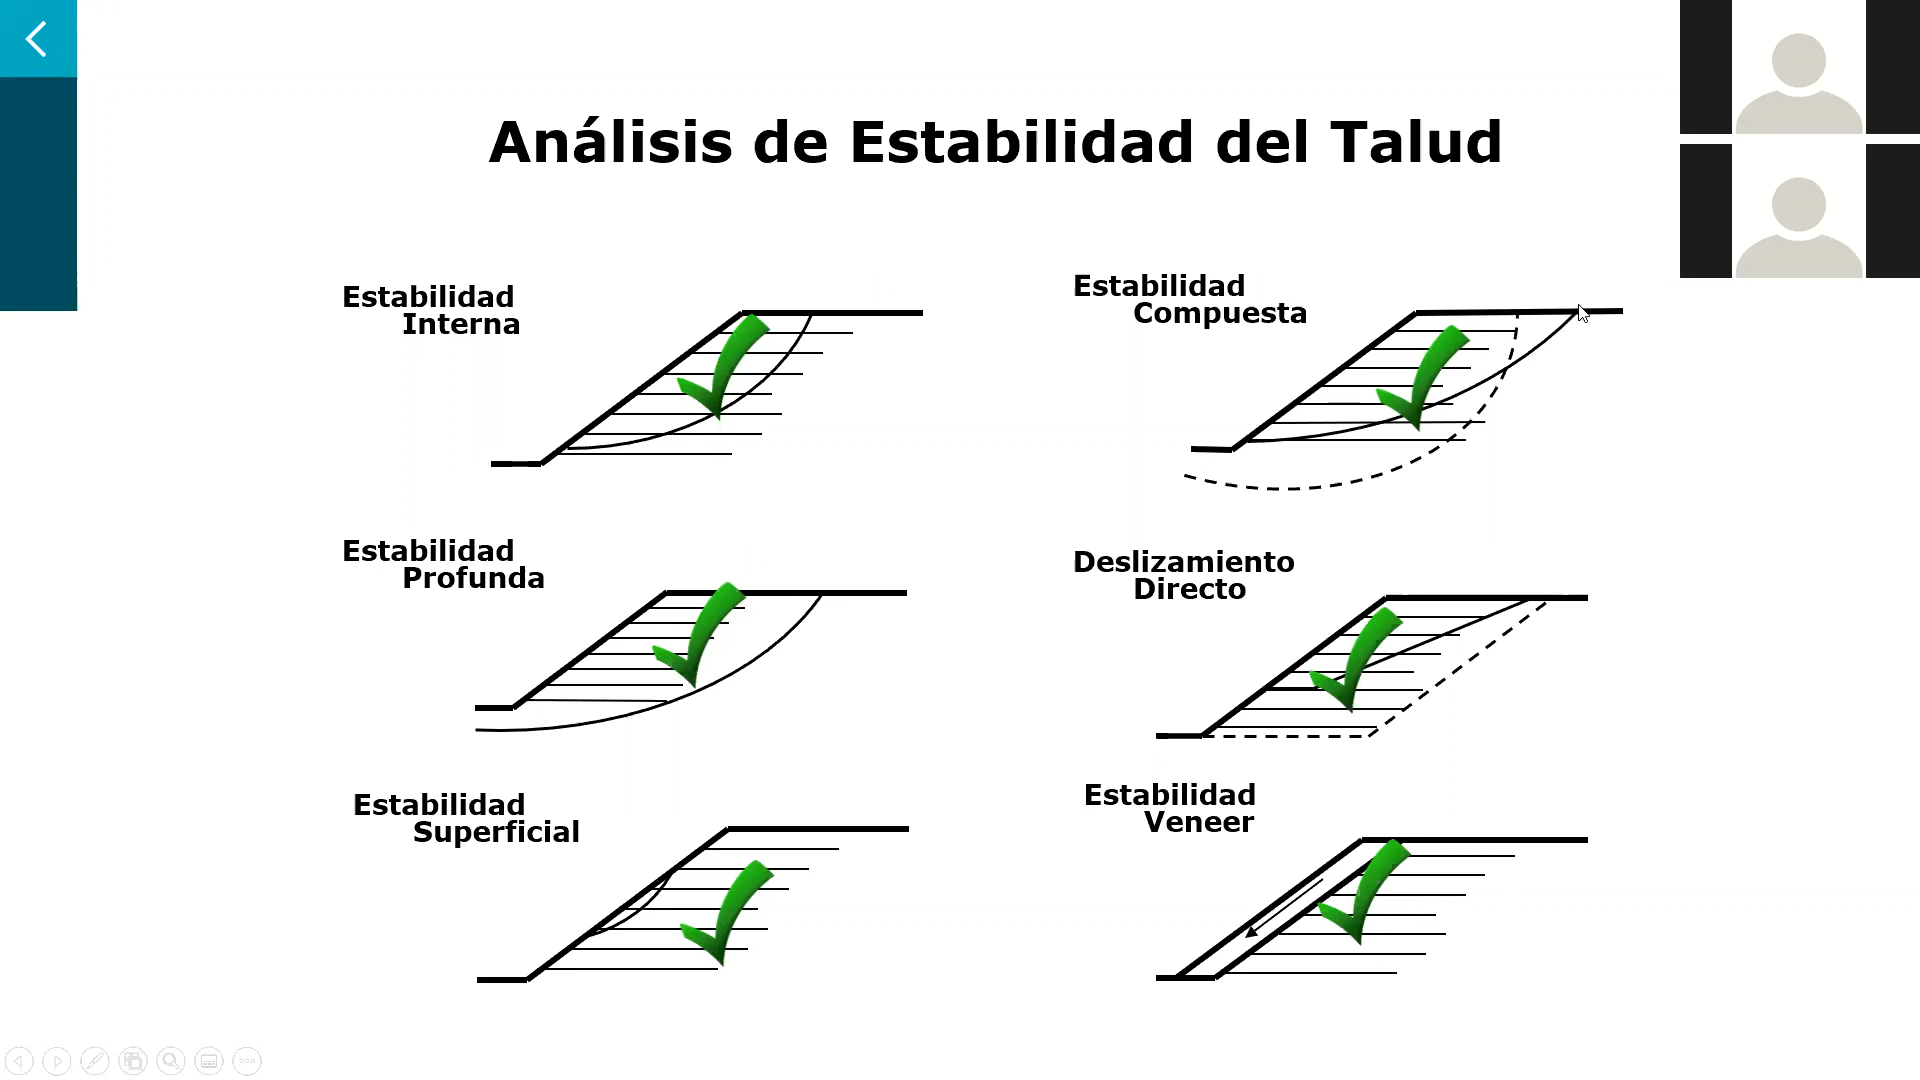 Análisis de Estabilidad del Talud
Estabilidad
Interna
Estabilidad
Compuesta
Estabilidad
Profunda
Deslizamiento
Directo
Estabilidad
Superficial
Estabilidad
Veneer